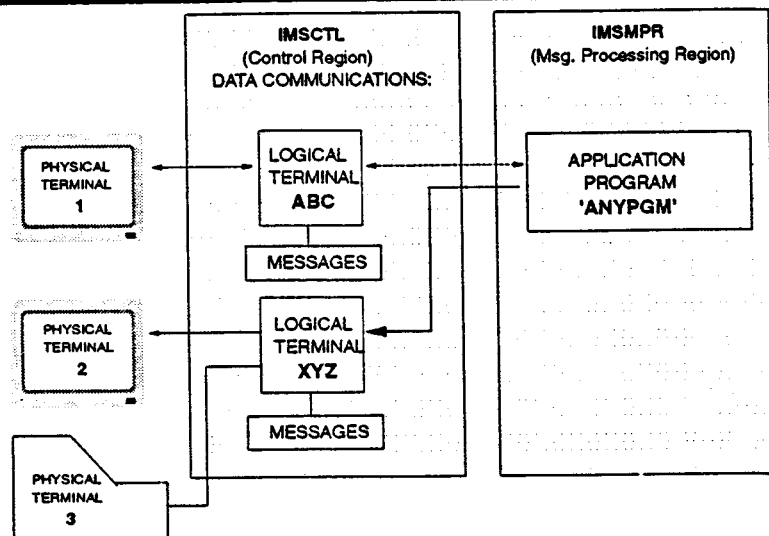 IMSCTL
(Control Region)
DATA COMMUNICATIONS:
IMSMPR
(Msg. Processing Region)
PHYSICAL
TERMINAL
1
LOGICAL
TERMINAL
ABC
MESSAGES
APPLICATION
PROGRAM
'ANYPGM'
PHYSICAL
TERMINAL
2
LOGICAL
TERMINAL
XYZ
MESSAGES
PHYSICAL
TERMINAL
3